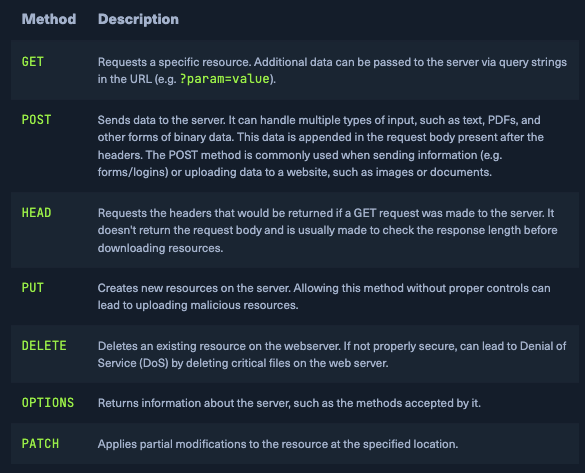 Method Description
GET Requests a specific resource. Additional data can be passed to the server via query strings
in the URL (e.g. ?param=value).
POST Sends data to the server. It can handle multiple types of input, such as text, PDFs, and
other forms of binary data. This data is appended in the request body present after the
headers. The POST method is commonly used when sending information (e.g.
forms/logins) or uploading data to a website, such as images or documents.
HEAD Requests the headers that would be returned if a GET request was made to the server. It
doesn't return the request body and is usually made to check the response length before
downloading resources.
PUT Creates new resources on the server. Allowing this method without proper controls can
lead to uploading malicious resources.
DELETE Deletes an existing resource on the webserver. If not properly secure, can lead to Denial of
Service (DoS) by deleting critical files on the web server.
OPTIONS Returns information about the server, such as the methods accepted by it.
PATCH Applies partial modifications to the resource at the specified location.